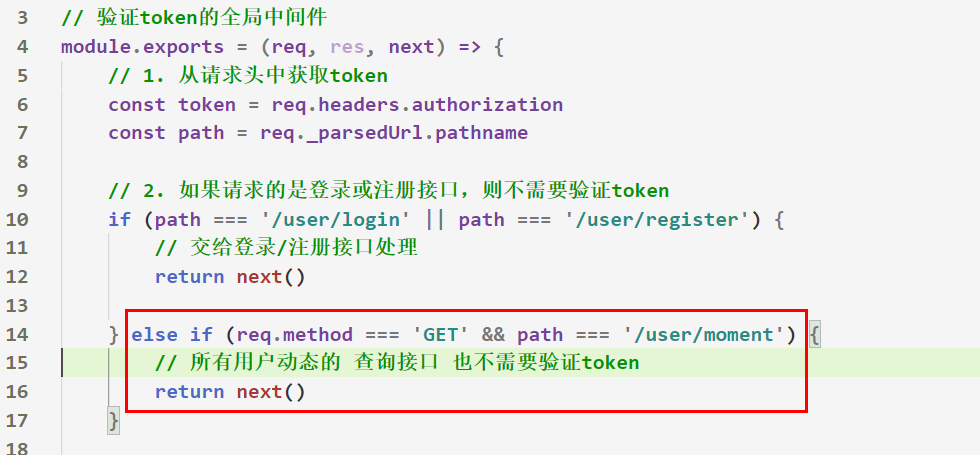 3 // 验证token的全局中间件
4 module.exports = (req, res, next) => {
5 // 1. 从请求头中获取token
6 const token = req.headers.authorization
7 const path = req._parsedUrl.pathname
8
9 // 2. 如果请求的是登录或注册接口，则不需要验证token
10 if (path === '/user/login' || path === '/user/register') {
11 // 交给登录/注册接口处理
12 return next()
13
14 } else if (req.method === 'GET' && path === '/user/moment') {
15 // 所有用户动态的 查询接口 也不需要验证token
16 return next()
17 }
18